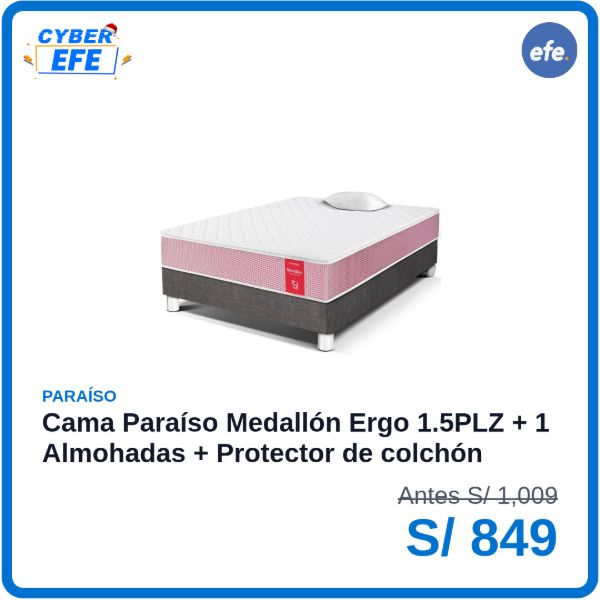 CYBER
EFE
efe.
PARAÍSO
Cama Paraíso Medallón Ergo 1.5PLZ + 1
Almohadas + Protector de colchón
Antes S/ 1,009
S/ 849